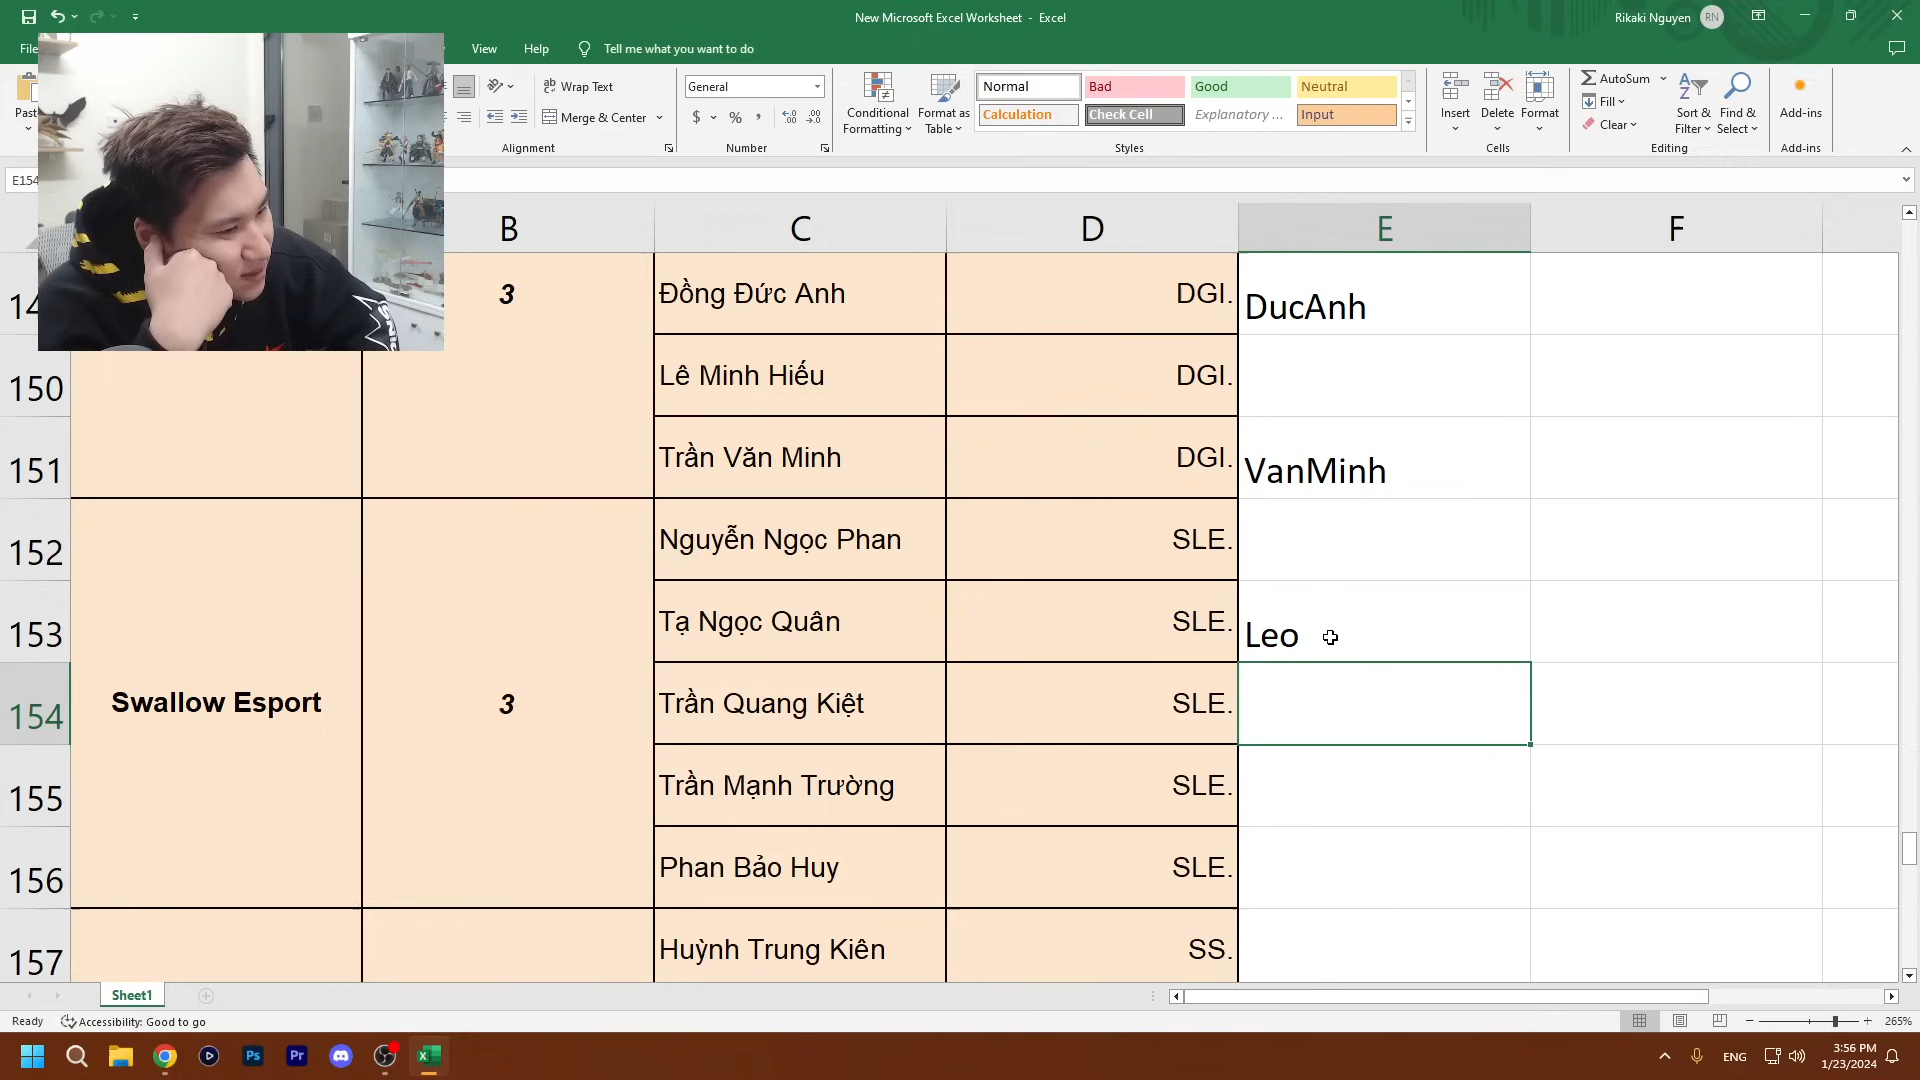 New Microsoft Excel Worksheet - Excel
Rikaki Nguyen
RN
File
View
Help
Tell me what you want to do
Paste
Wrap Text
Merge & Center
Alignment
General
$ % ,
Number
Conditional Formatting
Format as Table
Normal
Bad
Good
Neutral
Calculation
Check Cell
Explanatory ...
Input
Styles
Insert
Delete
Format
Cells
AutoSum
Fill
Clear
Sort & Filter
Find & Select
Editing
Add-ins
Add-ins
E154
B C D E F
3 Đồng Đức Anh DGI. DucAnh
150 Lê Minh Hiếu DGI.
151 Trần Văn Minh DGI. VanMinh
152 Nguyễn Ngọc Phan SLE.
153 Tạ Ngọc Quân SLE. Leo
154 Swallow Esport 3 Trần Quang Kiệt SLE.
155 Trần Mạnh Trường SLE.
156 Phan Bảo Huy SLE.
157 Huỳnh Trung Kiên SS.
Sheet1
Ready
Accessibility: Good to go
265%
Ps
Pr
ENG
3:56 PM
1/23/2024